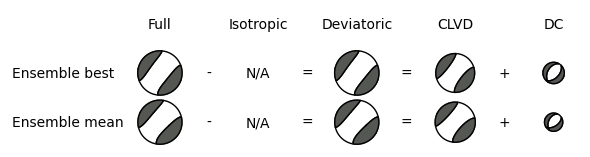 Full Isotropic Deviatoric CLVD DC
Ensemble best - N/A = = +
Ensemble mean - N/A = = +